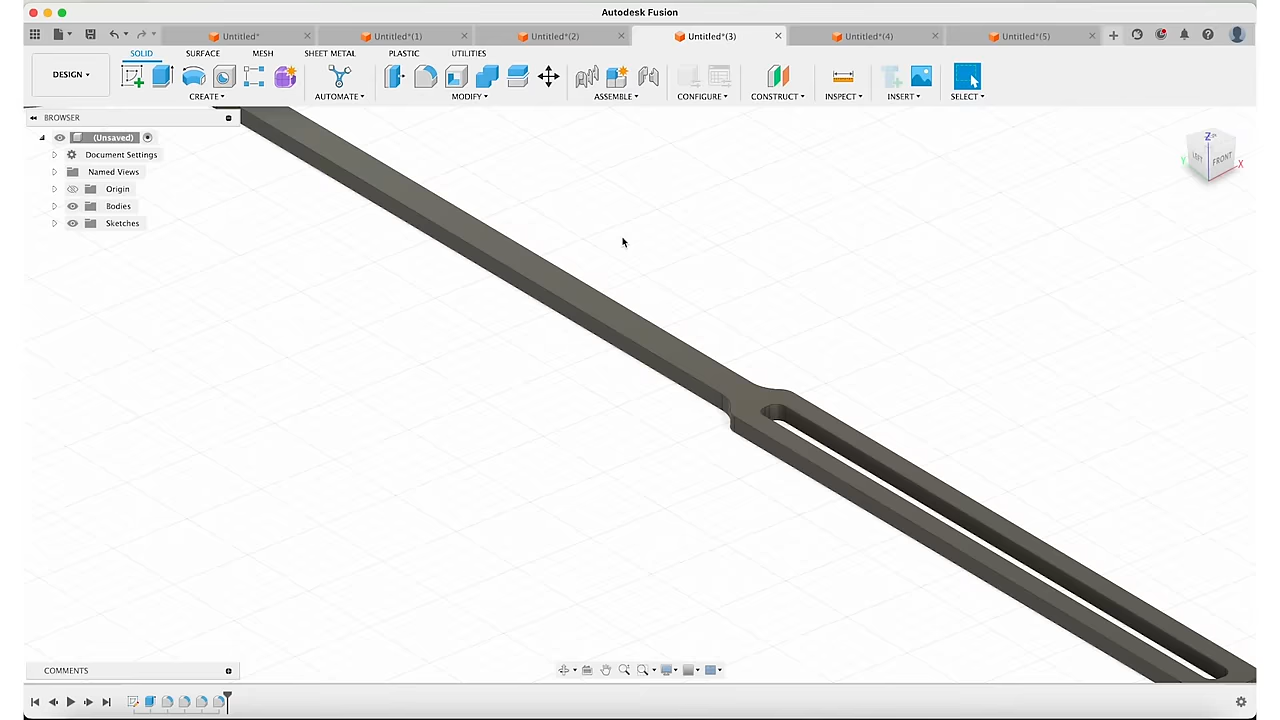 Autodesk Fusion
Untitled* Untitled*(1) Untitled*(2) Untitled*(3) Untitled*(4) Untitled*(5)
SOLID SURFACE MESH SHEET METAL PLASTIC UTILITIES
DESIGN
CREATE AUTOMATE MODIFY ASSEMBLE CONFIGURE CONSTRUCT INSPECT INSERT SELECT
BROWSER
(Unsaved)
Document Settings
Named Views
Origin
Bodies
Sketches
Z
LEFT FRONT
Y X
COMMENTS